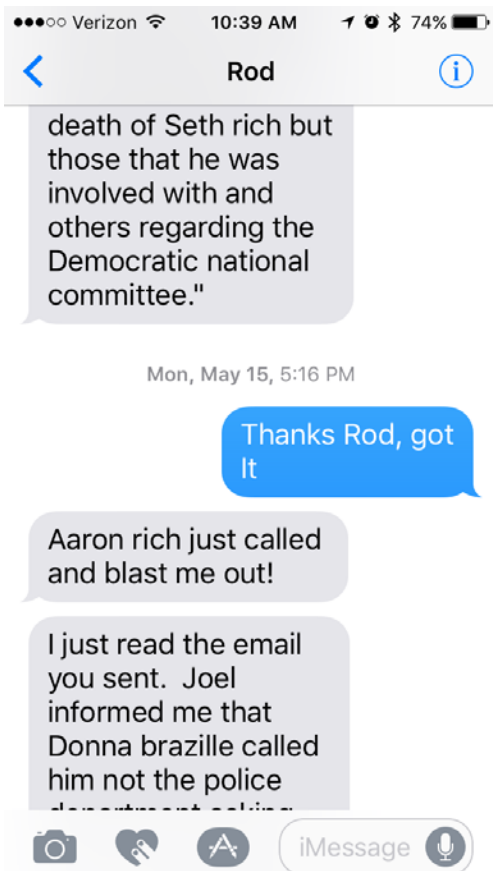 Verizon 10:39 AM 74%
Rod
death of Seth rich but
those that he was
involved with and
others regarding the
Democratic national
committee."
Mon, May 15, 5:16 PM
Thanks Rod, got
It
Aaron rich just called
and blast me out!
I just read the email
you sent.  Joel
informed me that
Donna brazille called
him not the police
department asking
iMessage